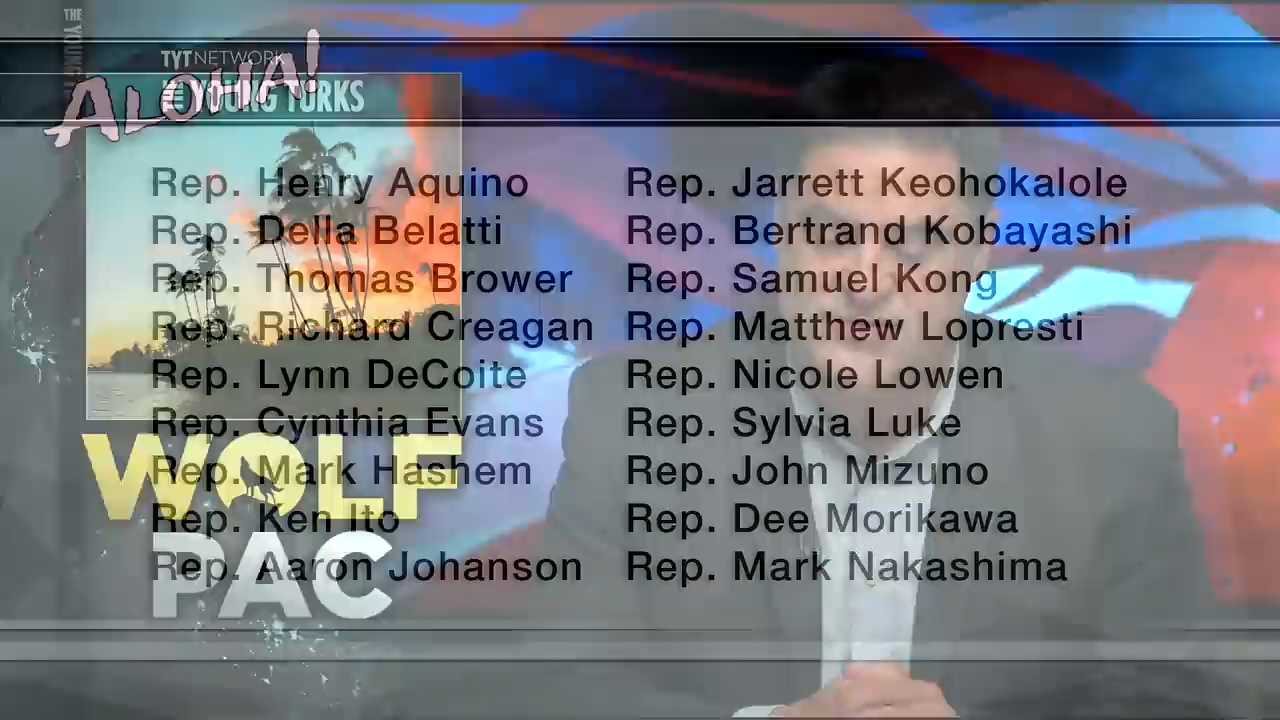 THE
TYT NETWORK
THE YOUNG TURKS
ALOHA!
Rep. Henry Aquino
Rep. Della Belatti
Rep. Thomas Brower
Rep. Richard Creagan
Rep. Lynn DeCoite
Rep. Cynthia Evans
Rep. Mark Hashem
Rep. Ken Ito
Rep. Aaron Johanson
Rep. Jarrett Keohokalole
Rep. Bertrand Kobayashi
Rep. Samuel Kong
Rep. Matthew Lopresti
Rep. Nicole Lowen
Rep. Sylvia Luke
Rep. John Mizuno
Rep. Dee Morikawa
Rep. Mark Nakashima
WOLF
PAC